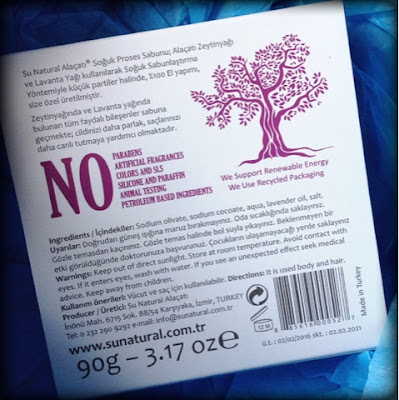 Su Natural Alaçatı® Soğuk Proses Sabunu; Alaçatı Zeytinyağı
ve Lavanta Yağı kullanılarak Soğuk Sabunlaştırma
Yöntemiyle küçük partiler halinde, %100 El yapımı,
size özel üretilmiştir.
Zeytinyağında ve Lavanta yağında
bulunan tüm faydalı bileşenler sabuna
geçmekte; cildinizi daha parlak, saçlarınızı
daha canlı tutmaya yardımcı olmaktadır.
NO
PARABENS
ARTIFICIAL FRAGRANCES
COLORS AND SLS
SILICONE AND PARAFFIN
ANIMAL TESTING
PETROLEUM BASED INGREDIENTS
We Support Renewable Energy
We Use Recycled Packaging
Ingredients / İçindekiler: Sodium olivate, sodium cocoate, aqua, lavender oil, salt.
Uyarılar: Doğrudan güneş ışığına maruz bırakmayınız. Oda sıcaklığında saklayınız.
Gözle temasdan kaçının. Gözle temas halinde bol suyla yıkayınız. Beklenmeyen bir
etki görüldüğünde doktorunuza başvurunuz. Çocukların ulaşamayacağı yerde saklayınız
Warnings: Keep out of direct sunlight. Store at room temperature. Avoid contact with
eyes. If it enters eyes, wash with water. If you see an unexpected effect seek medical
advice. Keep away from children.
Kullanım önerileri: Vücut ve saç için kullanılabilir. Directions: It is used body and hair.
Producer / Üretici: Su Natural Alaçatı
İnönü Mah. 6715 Sok. 88/54 Karşıyaka, İzmir, TURKEY
Tel: 0 232 290 9292 e-mail: info@sunatural.com.tr
www.sunatural.com.tr
90g – 3.17 oz e
12 M
Made in Turkey
ü.t. : 02/02/2016 skt. : 02.02.2021